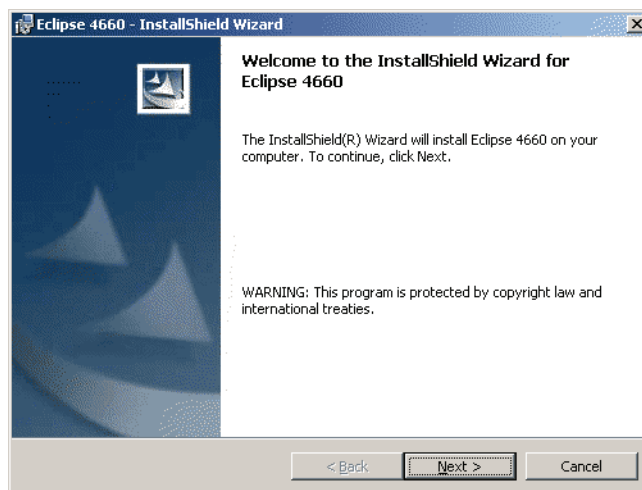 Eclipse 4660 - InstallShield Wizard
Welcome to the InstallShield Wizard for
Eclipse 4660
The InstallShield(R) Wizard will install Eclipse 4660 on your
computer. To continue, click Next.
WARNING: This program is protected by copyright law and
international treaties.
< Back
Next >
Cancel